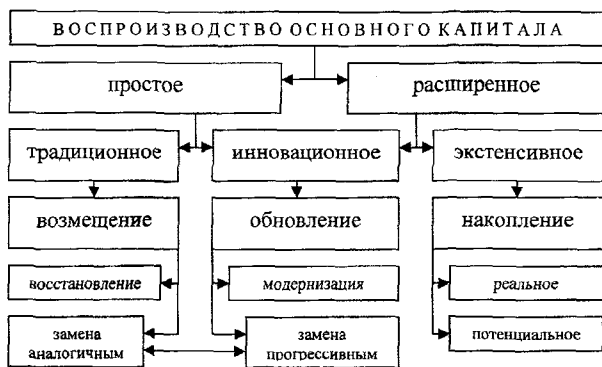 ВОСПРОИЗВОДСТВО ОСНОВНОГО КАПИТАЛА
простое
расширенное
традиционное
инновационное
экстенсивное
возмещение
обновление
накопление
восстановление
модернизация
реальное
замена
аналогичным
замена
прогрессивным
потенциальное